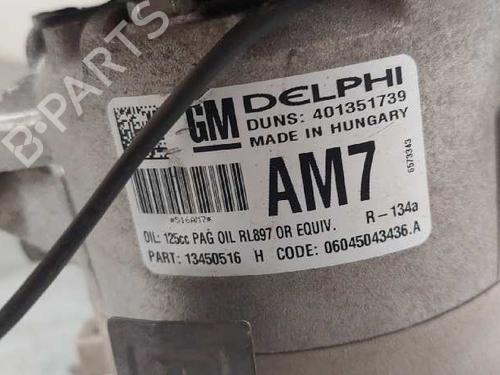 B-PARTS
GM DELPHI
DUNS: 401351739
MADE IN HUNGARY
AM7
8573343
*516AM7*
OIL: 125cc PAG OIL RL897 OR EQUIV. R-134a
PART: 13450516 H CODE: 06045043436.A